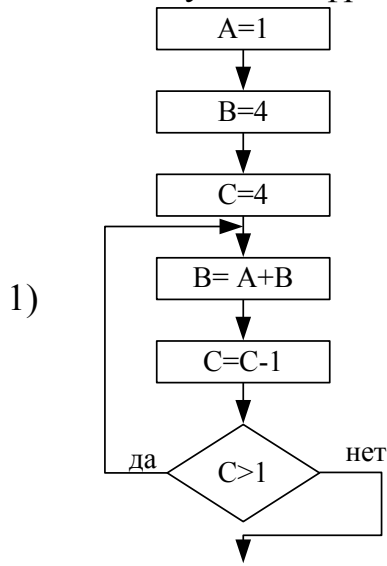 A=1
B=4
C=4
B= A+B
1)
C=C-1
да
C>1
нет